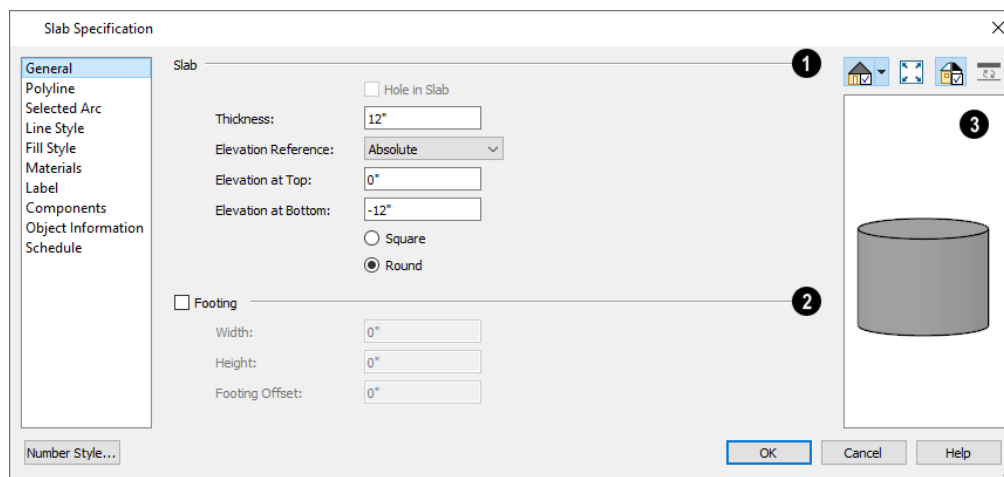 Slab Specification
General
Polyline
Selected Arc
Line Style
Fill Style
Materials
Label
Components
Object Information
Schedule
Slab
1
Hole in Slab
Thickness: 12"
Elevation Reference: Absolute
Elevation at Top: 0"
Elevation at Bottom: -12"
Square
Round
Footing
2
Width: 0"
Height: 0"
Footing Offset: 0"
3
Number Style...
OK Cancel Help